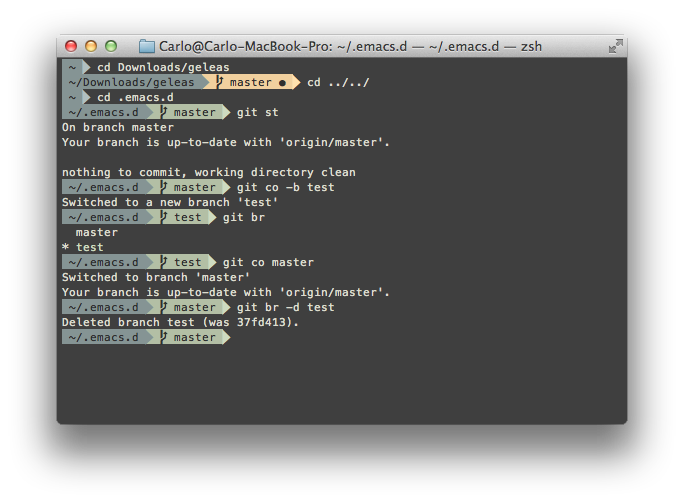 Carlo@Carlo-MacBook-Pro: ~/.emacs.d — ~/.emacs.d — zsh
~ cd Downloads/geleas
~/Downloads/geleas master ● cd ../../
~ cd .emacs.d
~/.emacs.d master git st
On branch master
Your branch is up-to-date with 'origin/master'.
nothing to commit, working directory clean
~/.emacs.d master git co -b test
Switched to a new branch 'test'
~/.emacs.d test git br
master
* test
~/.emacs.d test git co master
Switched to branch 'master'
Your branch is up-to-date with 'origin/master'.
~/.emacs.d master git br -d test
Deleted branch test (was 37fd413).
~/.emacs.d master